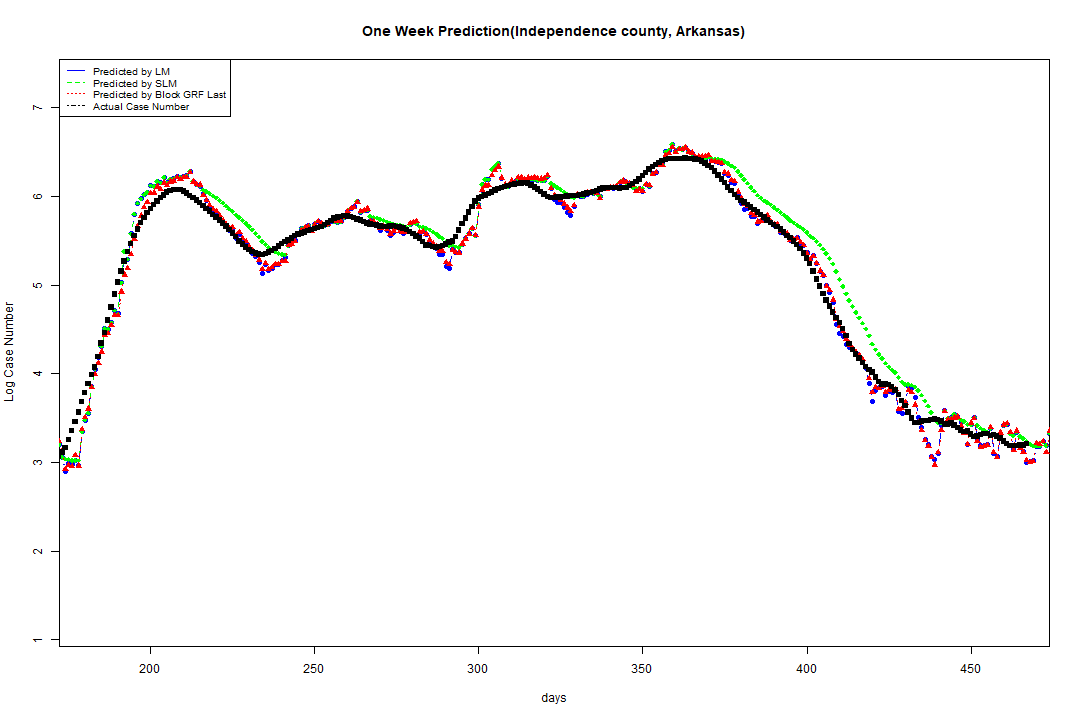 One Week Prediction(Independence county, Arkansas)
Predicted by LM
Predicted by SLM
Predicted by Block GRF Last
Actual Case Number
Log Case Number
7
6
5
4
3
2
1
200 250 300 350 400 450
days